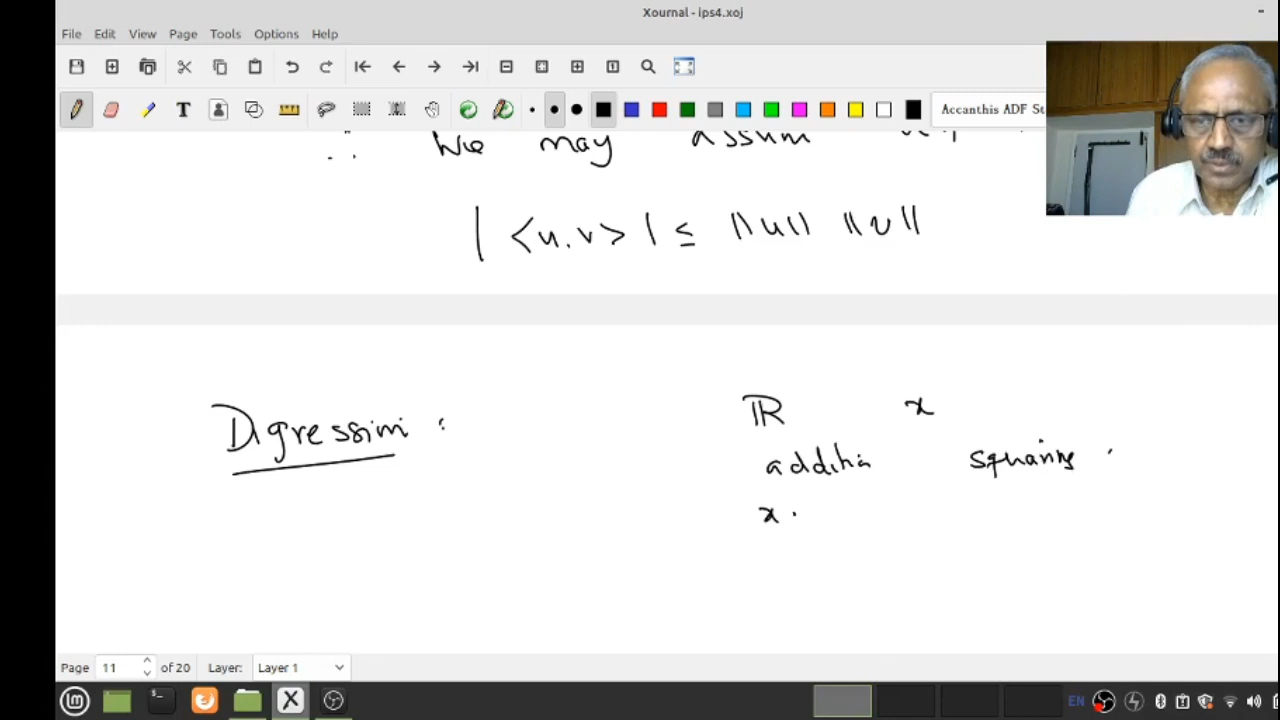 Xournal - ips4.xoj
File Edit View Page Tools Options Help
Accanthis ADF St
∴ We may assum
| <u,v> | ≤ ||u|| ||v||
Digression : ℝ x
addition squaring .
x .
Page 11 of 20 Layer: Layer 1
EN